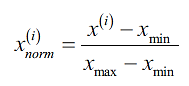 x_{norm}^{(i)} = \frac{x^{(i)} - x_{min}}{x_{max} - x_{min}}